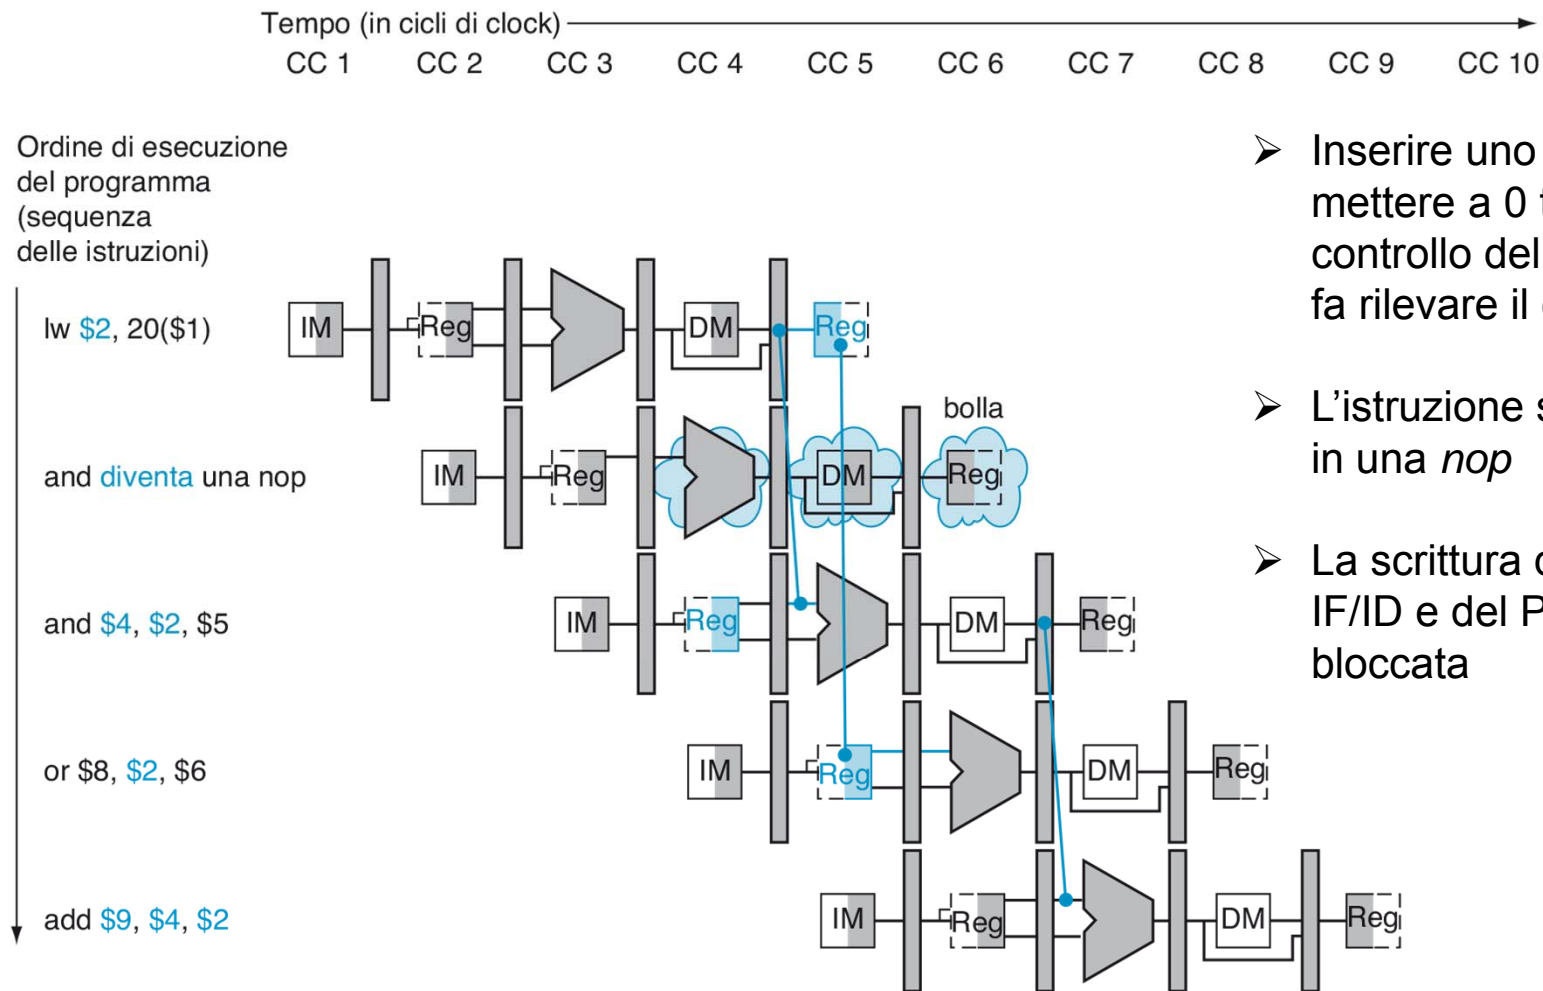 Tempo (in cicli di clock)
CC 1 CC 2 CC 3 CC 4 CC 5 CC 6 CC 7 CC 8 CC 9 CC 10
Ordine di esecuzione
del programma
(sequenza
delle istruzioni)
lw $2, 20($1)
IM Reg DM Reg
bolla
and diventa una nop
IM Reg DM Reg
and $4, $2, $5
IM Reg DM Reg
or $8, $2, $6
IM Reg DM Reg
add $9, $4, $2
IM Reg DM Reg
➢ Inserire uno
mettere a 0
controllo del
fa rilevare il
➢ L’istruzione
in una nop
➢ La scrittura
IF/ID e del
bloccata